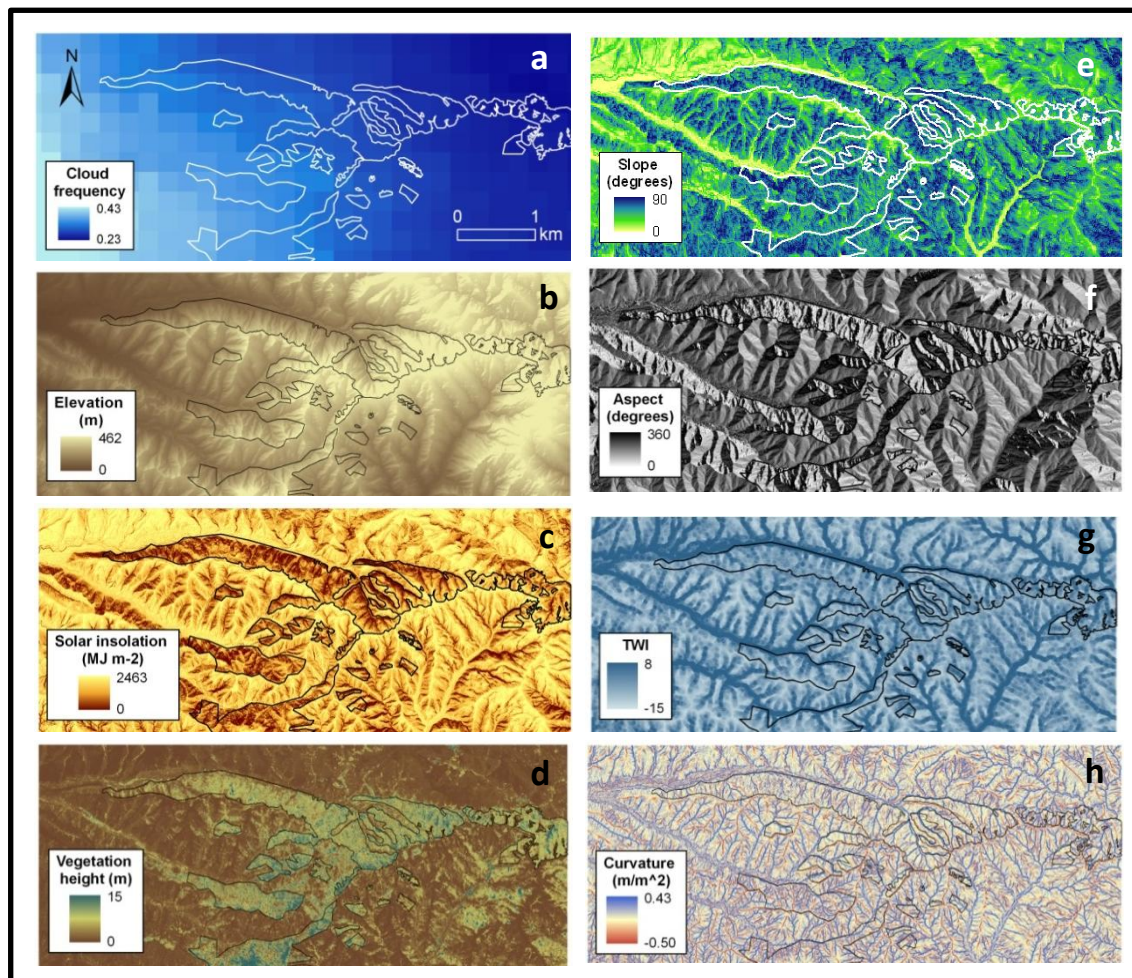 a
N
Cloud
frequency
0.43
0.23
0 1
km
b
Elevation
(m)
462
0
c
Solar insolation
(MJ m-2)
2463
0
d
Vegetation
height (m)
15
0
e
Slope
(degrees)
90
0
f
Aspect
(degrees)
360
0
g
TWI
8
-15
h
Curvature
(m/m^2)
0.43
-0.50